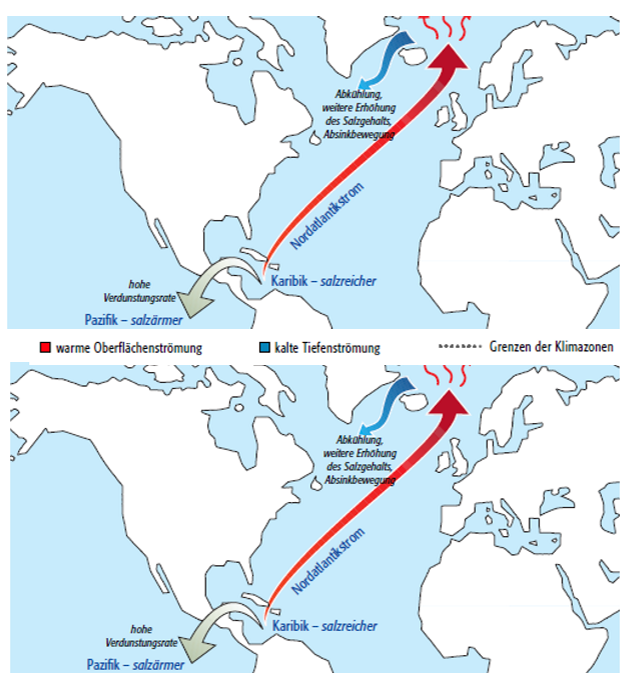 Abkühlung,
weitere Erhöhung
des Salzgehalts,
Absinkbewegung
Nordatlantikstrom
hohe
Verdunstungsrate
Karibik – salzreicher
Pazifik – salzärmer
warme Oberflächenströmung
kalte Tiefenströmung
Grenzen der Klimazonen
Abkühlung,
weitere Erhöhung
des Salzgehalts,
Absinkbewegung
Nordatlantikstrom
hohe
Verdunstungsrate
Karibik – salzreicher
Pazifik – salzärmer